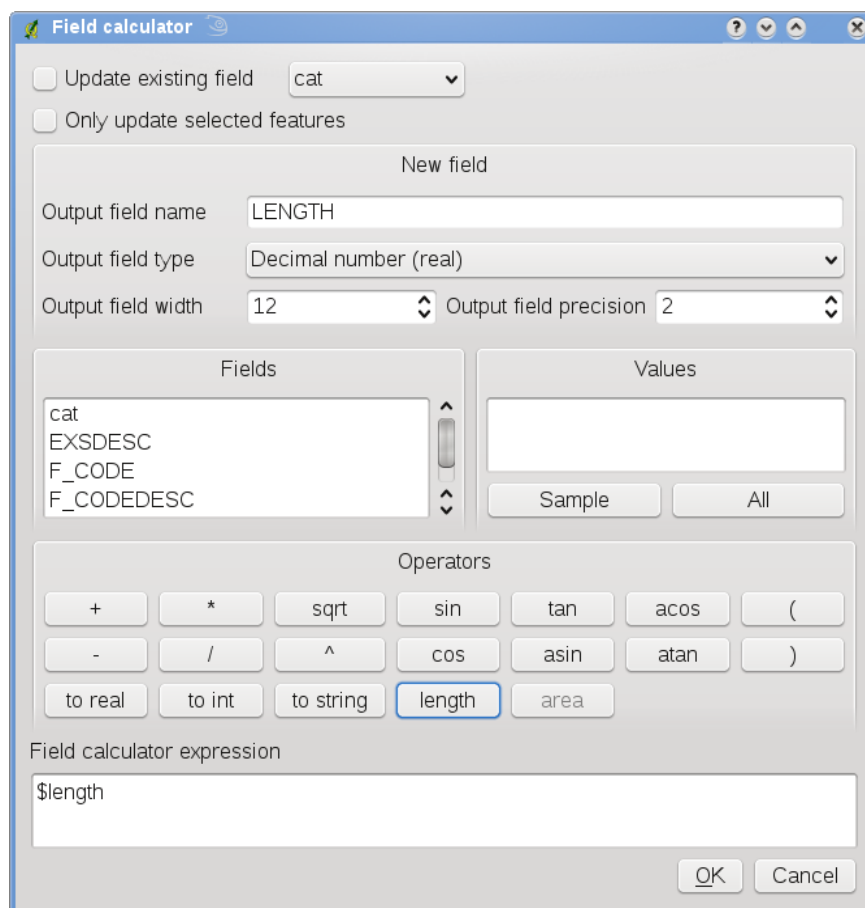 Field calculator
Update existing field cat
Only update selected features
New field
Output field name LENGTH
Output field type Decimal number (real)
Output field width 12 Output field precision 2
Fields
cat
EXSDESC
F_CODE
F_CODEDESC
Values
Sample All
Operators
+ * sqrt sin tan acos (
- / ^ cos asin atan )
to real to int to string length area
Field calculator expression
$length
OK Cancel